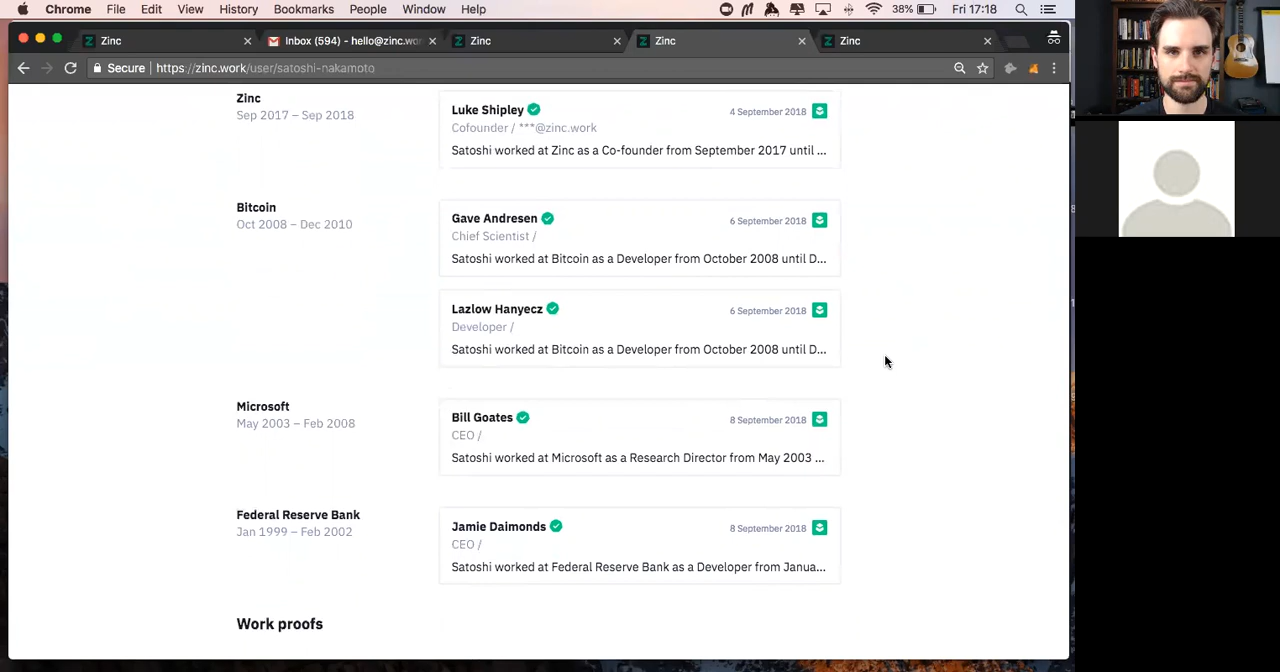 Chrome File Edit View History Bookmarks People Window Help 38% Fri 17:18
Zinc Inbox (594) - hello@zinc.wor Zinc Zinc Zinc
Secure https://zinc.work/user/satoshi-nakamoto
Zinc
Sep 2017 – Sep 2018
Luke Shipley 4 September 2018
Cofounder / ***@zinc.work
Satoshi worked at Zinc as a Co-founder from September 2017 until ...
Bitcoin
Oct 2008 – Dec 2010
Gave Andresen 6 September 2018
Chief Scientist /
Satoshi worked at Bitcoin as a Developer from October 2008 until D...
Lazlow Hanyecz 6 September 2018
Developer /
Satoshi worked at Bitcoin as a Developer from October 2008 until D...
Microsoft
May 2003 – Feb 2008
Bill Goates 8 September 2018
CEO /
Satoshi worked at Microsoft as a Research Director from May 2003 ...
Federal Reserve Bank
Jan 1999 – Feb 2002
Jamie Daimonds 8 September 2018
CEO /
Satoshi worked at Federal Reserve Bank as a Developer from Janua...
Work proofs